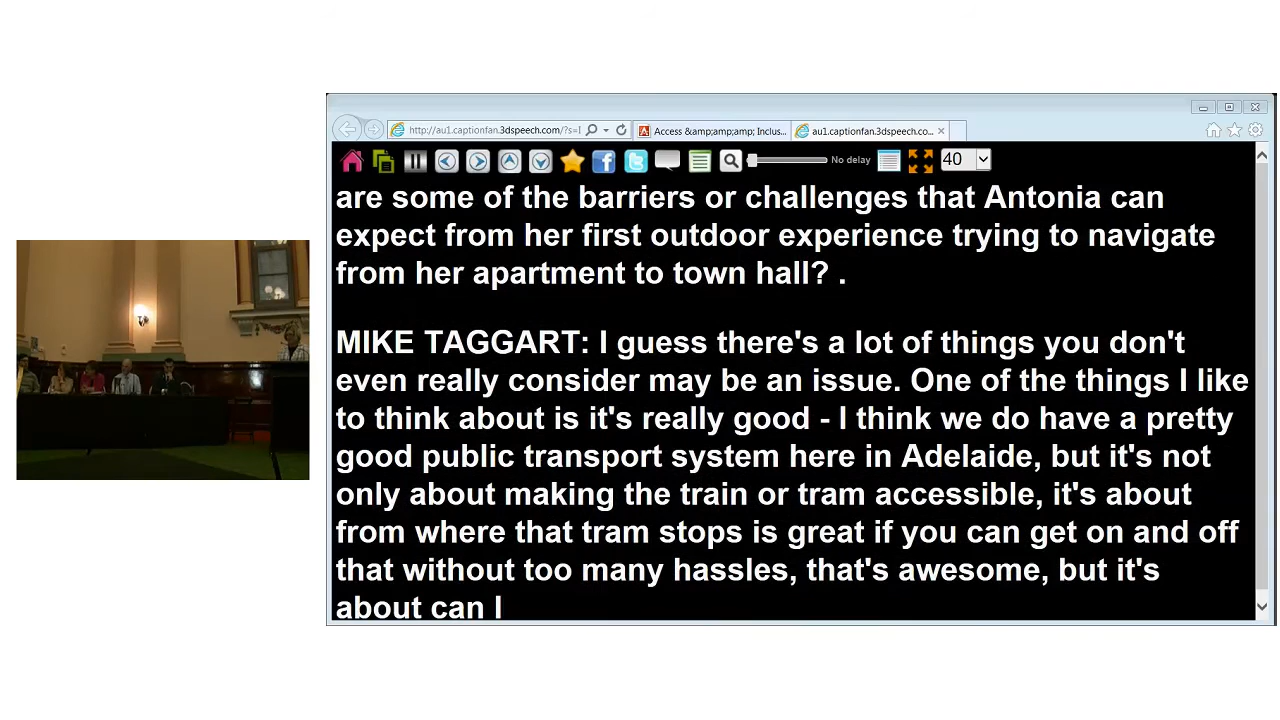 http://au1.captionfan.3dspeech.com/?s=I
Access &amp;amp;amp; Inclus...
au1.captionfan.3dspeech.co...
No delay
40
are some of the barriers or challenges that Antonia can
expect from her first outdoor experience trying to navigate
from her apartment to town hall? .
MIKE TAGGART: I guess there's a lot of things you don't
even really consider may be an issue. One of the things I like
to think about is it's really good - I think we do have a pretty
good public transport system here in Adelaide, but it's not
only about making the train or tram accessible, it's about
from where that tram stops is great if you can get on and off
that without too many hassles, that's awesome, but it's
about can I